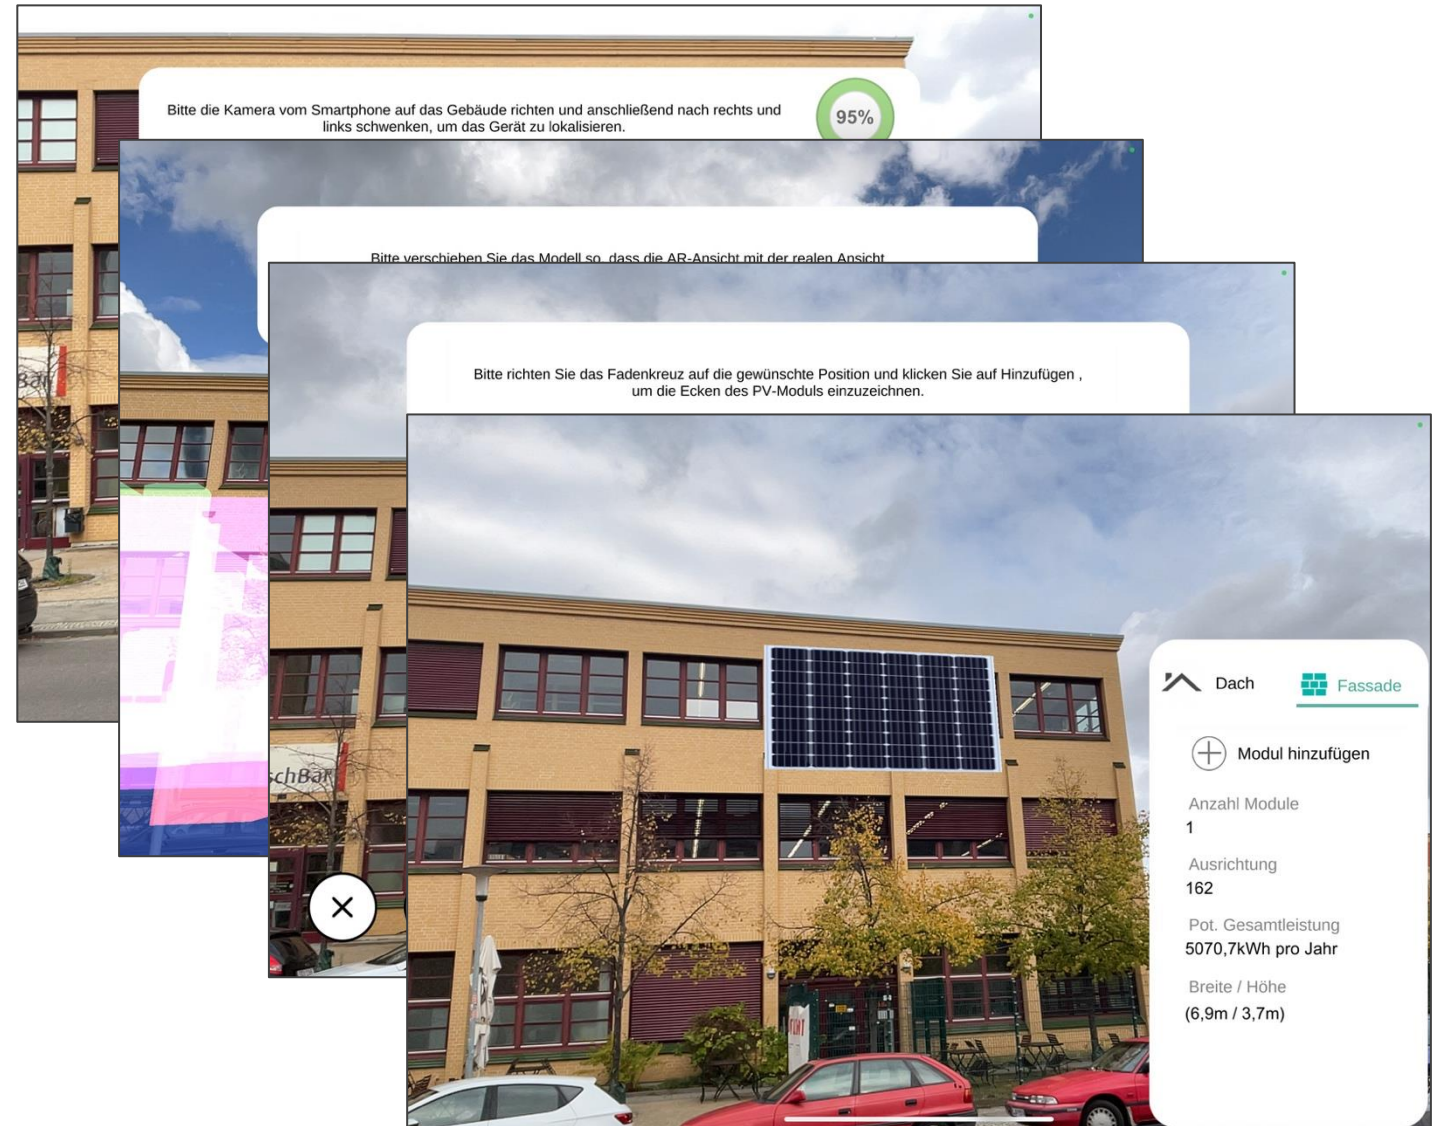 Bitte die Kamera vom Smartphone auf das Gebäude richten und anschließend nach rechts und
links schwenken, um das Gerät zu lokalisieren.
95%
Bitte verschieben Sie das Modell so, dass die AR-Ansicht mit der realen Ansicht
Bitte richten Sie das Fadenkreuz auf die gewünschte Position und klicken Sie auf Hinzufügen ,
um die Ecken des PV-Moduls einzuzeichnen.
Dach
Fassade
Modul hinzufügen
Anzahl Module
1
Ausrichtung
162
Pot. Gesamtleistung
5070,7kWh pro Jahr
Breite / Höhe
(6,9m / 3,7m)